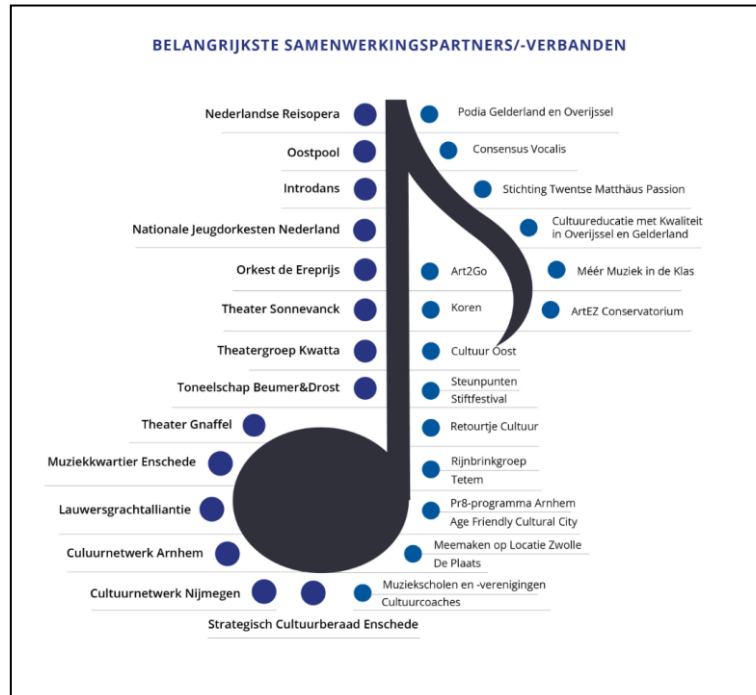 BELANGRIJKSTE SAMENWERKINGSPARTNERS/-VERBANDEN
Nederlandse Reisopera
Oostpool
Introdans
Nationale Jeugdorkesten Nederland
Orkest de Ereprijs
Theater Sonnevanck
Theatergroep Kwatta
Toneelschap Beumer&Drost
Theater Gnaffel
Muziekkwartier Enschede
Lauwersgrachtalliantie
Culuurnetwerk Arnhem
Cultuurnetwerk Nijmegen
Strategisch Cultuurberaad Enschede
Podia Gelderland en Overijssel
Consensus Vocalis
Stichting Twentse Matthäus Passion
Cultuureducatie met Kwaliteit
in Overijssel en Gelderland
Art2Go
Méér Muziek in de Klas
Koren
ArtEZ Conservatorium
Cultuur Oost
Steunpunten
Stiftfestival
Retourtje Cultuur
Rijnbrinkgroep
Tetem
Pr8-programma Arnhem
Age Friendly Cultural City
Meemaken op Locatie Zwolle
De Plaats
Muziekscholen en -verenigingen
Cultuurcoaches